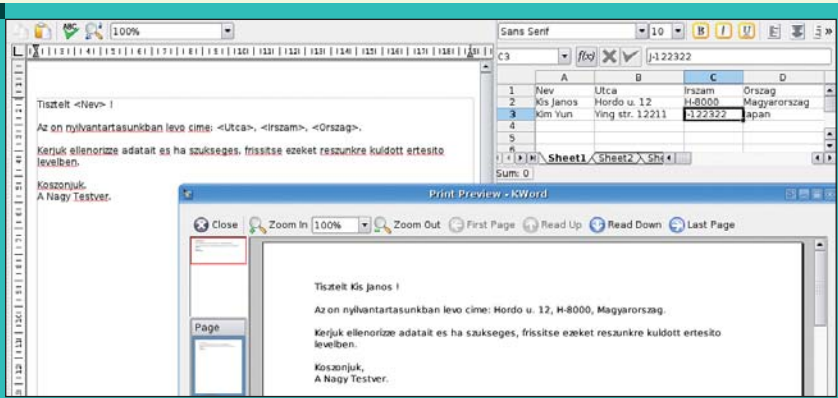 ABC 100%
Sans Serif 10 B I U E
L
C3 f(x) J-122322
A B C D
1 Nev Utca Irszam Orszag
2 Kis Janos Hordo u. 12 H-8000 Magyarorszag
3 Kim Yun Ying str. 12211 J-122322 Japan
4
5
6
Sheet1 Sheet2 She
Sum: 0
Tisztelt <Nev> !
Az on nyilvantartasunkban levo cime: <Utca>, <Irszam>, <Orszag>.
Kerjuk ellenorizze adatait es ha szukseges, frissitse ezeket reszunkre kuldott ertesito
levelben.
Koszonjuk,
A Nagy Testver.
Print Preview - KWord
Close Zoom In 100% Zoom Out First Page Read Up Read Down Last Page
Page
Tisztelt Kis Janos !
Az on nyilvantartasunkban levo cime: Hordo u. 12, H-8000, Magyarorszag.
Kerjuk ellenorizze adatait es ha szukseges, frissitse ezeket reszunkre kuldott ertesito
levelben.
Koszonjuk,
A Nagy Testver.